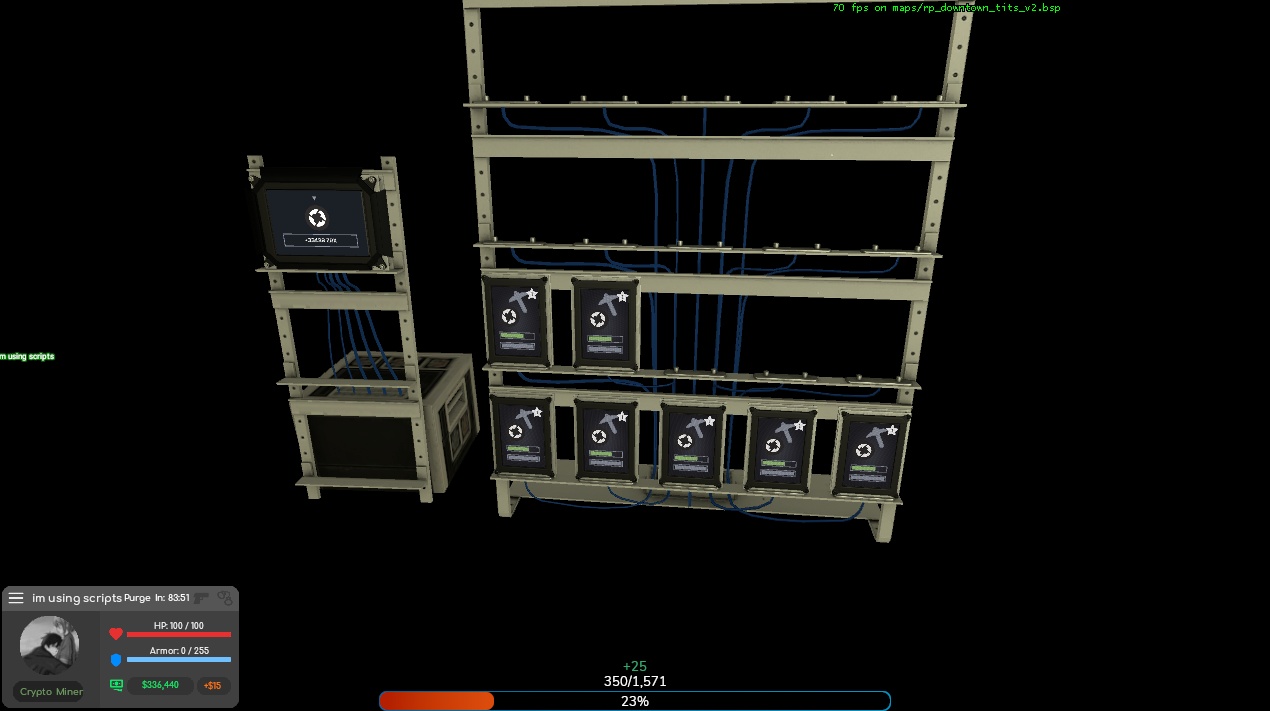 70 fps on maps/rp_downtown_tits_v2.bsp
m using scripts
im using scripts Purge In: 83:51
HP: 100 / 100
Armor: 0 / 255
Crypto Miner
$336,440
+$15
+25
350/1,571
23%